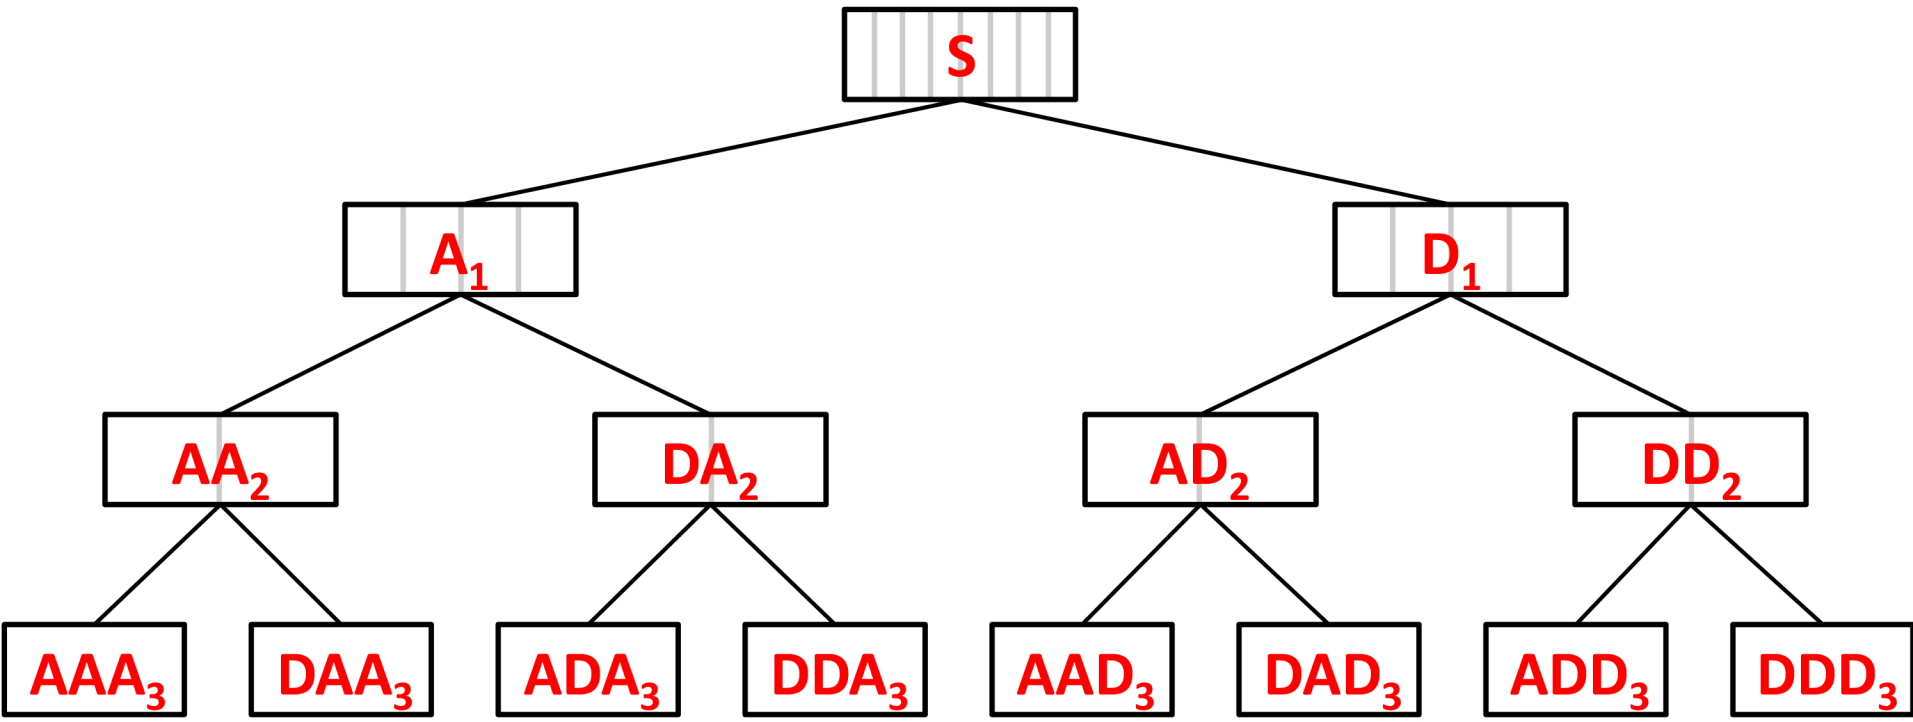 S
A₁ D₁
AA₂ DA₂ AD₂ DD₂
AAA₃ DAA₃ ADA₃ DDA₃ AAD₃ DAD₃ ADD₃ DDD₃